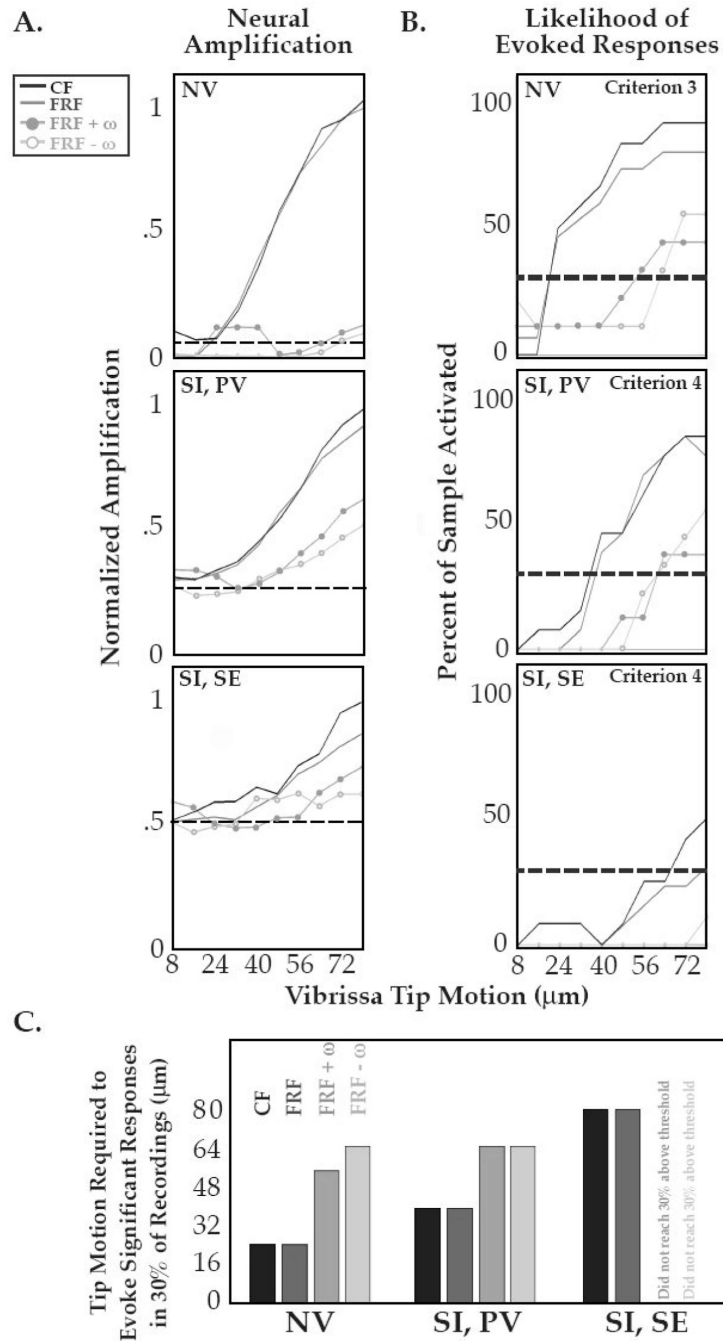 A.
Neural
Amplification
B.
Likelihood of
Evoked Responses
CF
FRF
FRF + ω
FRF - ω
NV
1
.5
0
SI, PV
1
.5
0
SI, SE
1
.5
0
8 24 40 56 72
Normalized Amplification
NV Criterion 3
100
50
0
SI, PV Criterion 4
100
50
0
SI, SE Criterion 4
100
50
0
8 24 40 56 72
Percent of Sample Activated
Vibrissa Tip Motion (μm)
C.
Tip Motion Required to
Evoke Significant Responses
in 30% of Recordings (μm)
80
64
48
32
16
0
CF
FRF
FRF + ω
FRF - ω
Did not reach 30% above threshold
Did not reach 30% above threshold
NV SI, PV SI, SE